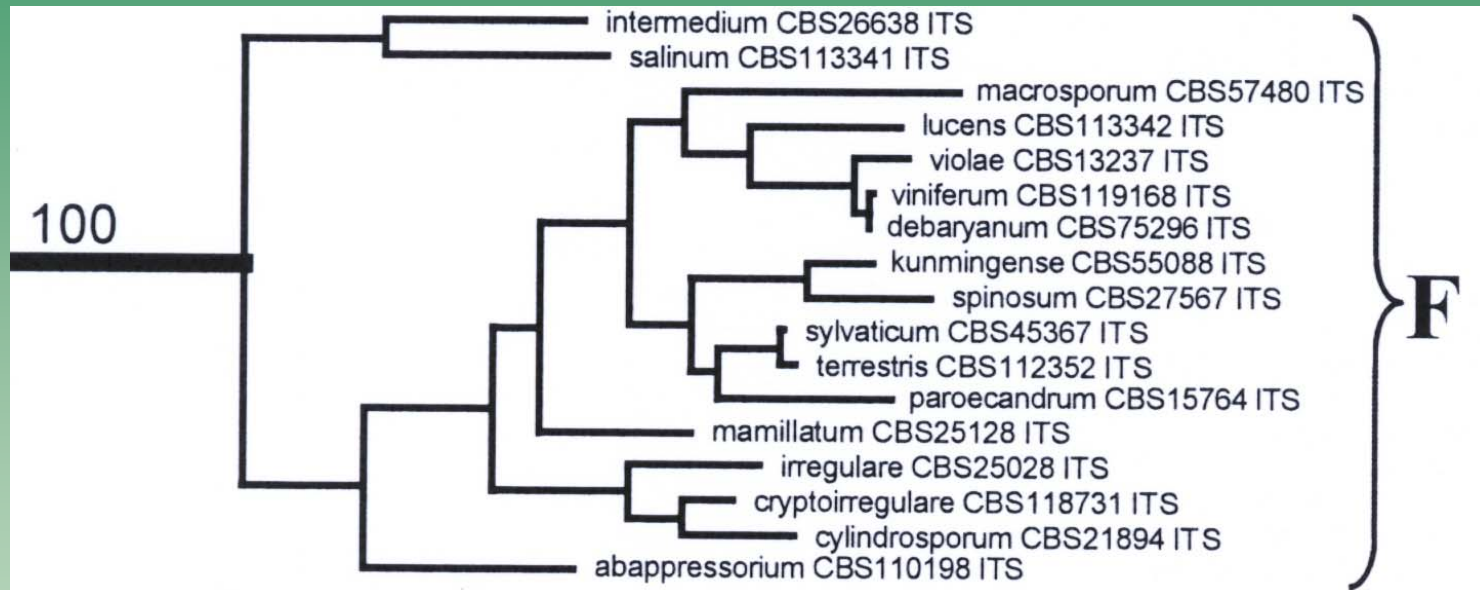 intermedium CBS26638 ITS
salinum CBS113341 ITS
macrosporum CBS57480 ITS
lucens CBS113342 ITS
violae CBS13237 ITS
viniferum CBS119168 ITS
debaryanum CBS75296 ITS
100
kunmingense CBS55088 ITS
spinosum CBS27567 ITS
F
sylvaticum CBS45367 ITS
terrestris CBS112352 ITS
paroecandrum CBS15764 ITS
mamillatum CBS25128 ITS
irregulare CBS25028 ITS
cryptoirregulare CBS118731 ITS
cylindrosporum CBS21894 ITS
abappressorium CBS110198 ITS